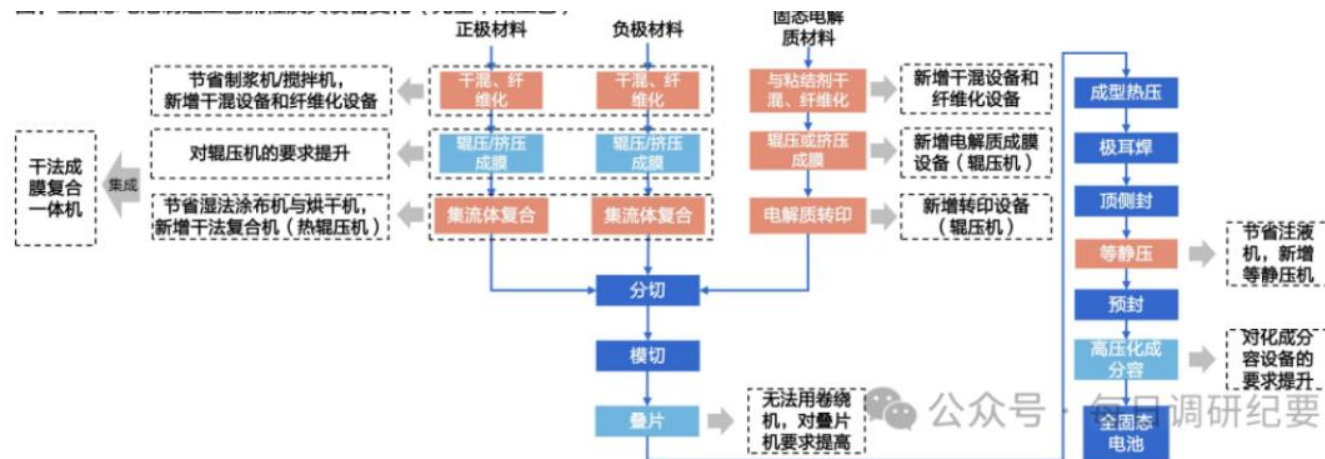 正极材料
负极材料
固态电解
质材料
节省制浆机/搅拌机,
新增干混设备和纤维化设备
干混、纤
维化
干混、纤
维化
与粘结剂干
混、纤维化
新增干混设备和
纤维化设备
成型热压
干法成
膜复合
一体机
集成
对辊压机的要求提升
辊压/挤压
成膜
辊压/挤压
成膜
辊压或挤压
成膜
新增电解质成膜
设备(辊压机)
极耳焊
节省湿法涂布机与烘干机,
新增干法复合机(热辊压机)
集流体复合
集流体复合
电解质转印
新增转印设备
(辊压机)
顶侧封
等静压
节省注液
机,新增
等静压机
分切
预封
模切
高压化成
分容
对化成分
容设备的
要求提升
叠片
无法用卷绕
机,对叠片
机要求提高
全固态
电池
公众号·每日调研纪要